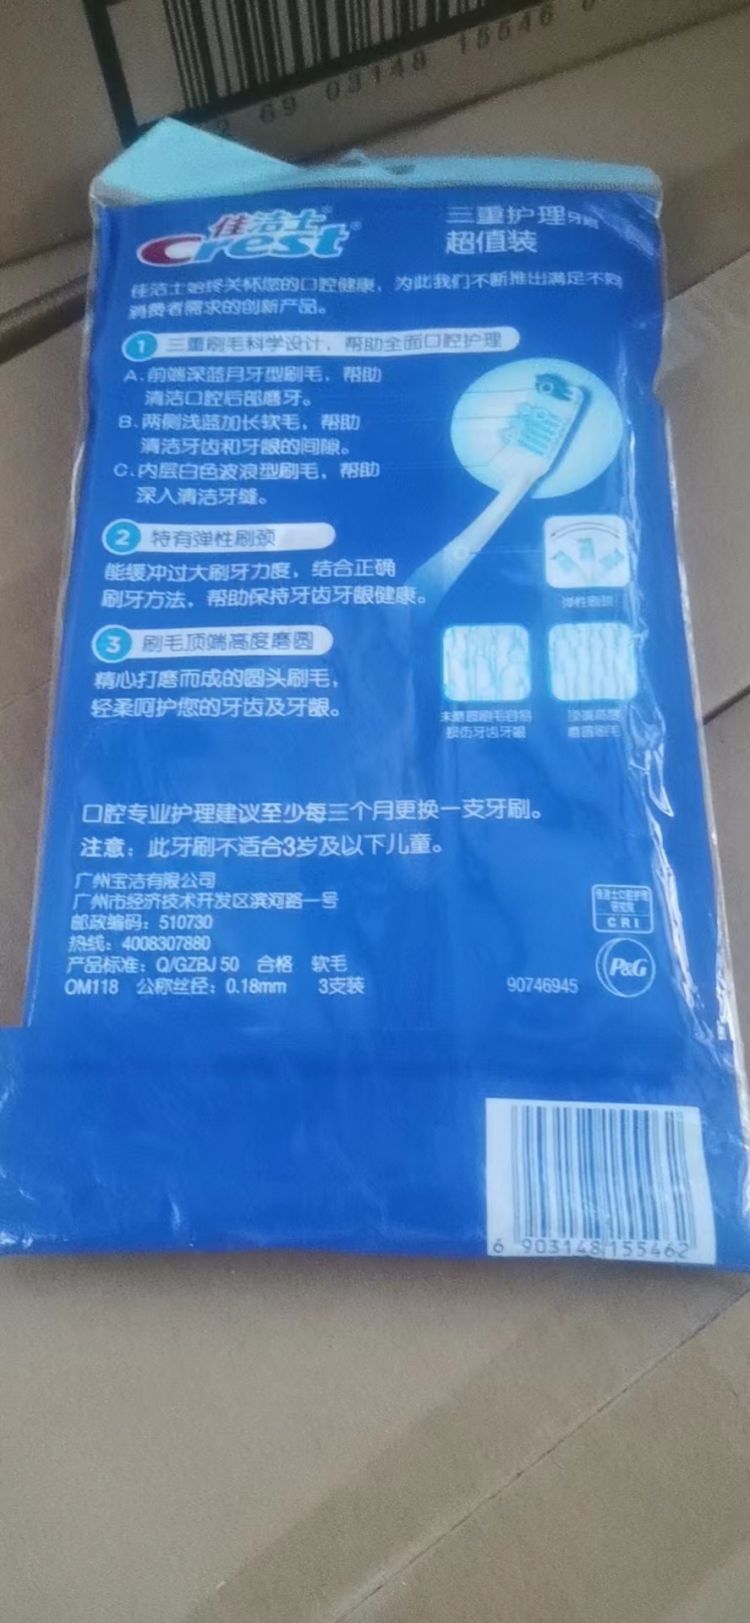 2 69 03148 15546
佳洁士®
Crest®
三重护理牙刷
超值装
佳洁士始终关怀您的口腔健康，为此我们不断推出满足不同
消费者需求的创新产品。
1 三重刷毛科学设计，帮助全面口腔护理
A.前端深蓝月牙型刷毛，帮助
清洁口腔后部磨牙。
B.两侧浅蓝加长软毛，帮助
清洁牙齿和牙龈的间隙。
C.内层白色波浪型刷毛，帮助
深入清洁牙缝。
2 特有弹性刷颈
能缓冲过大刷牙力度，结合正确
刷牙方法，帮助保持牙齿牙龈健康。
弹性刷颈
3 刷毛顶端高度磨圆
精心打磨而成的圆头刷毛，
轻柔呵护您的牙齿及牙龈。
未磨圆刷毛容易
损伤牙齿牙龈
顶端高度
磨圆刷毛
口腔专业护理建议至少每三个月更换一支牙刷。
注意：此牙刷不适合3岁及以下儿童。
广州宝洁有限公司
广州市经济技术开发区滨河路一号
邮政编码：510730
热线：4008307880
产品标准：Q/GZBJ 50 合格 软毛
OM118 公称丝径：0.18mm 3支装
90746945
佳洁士口腔护理
研究院
CRI
P&G
6 903148 155462